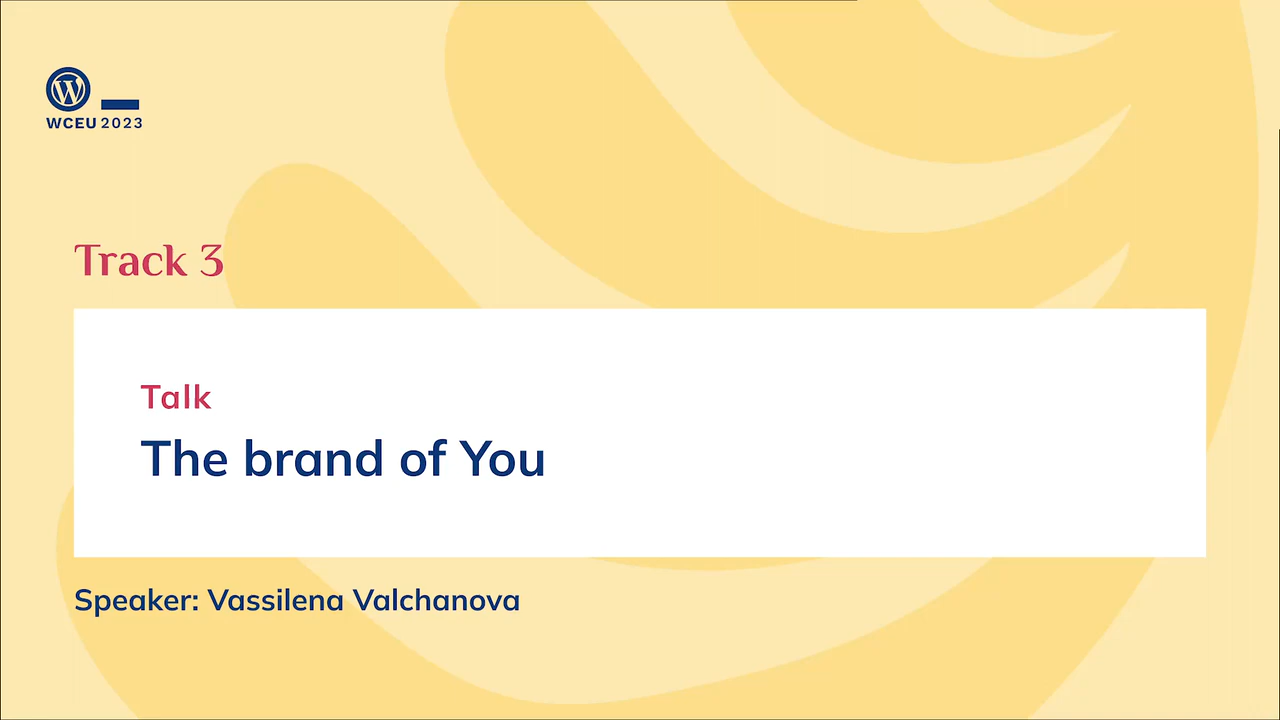 WCEU 2023
Track 3
Talk
The brand of You
Speaker: Vassilena Valchanova